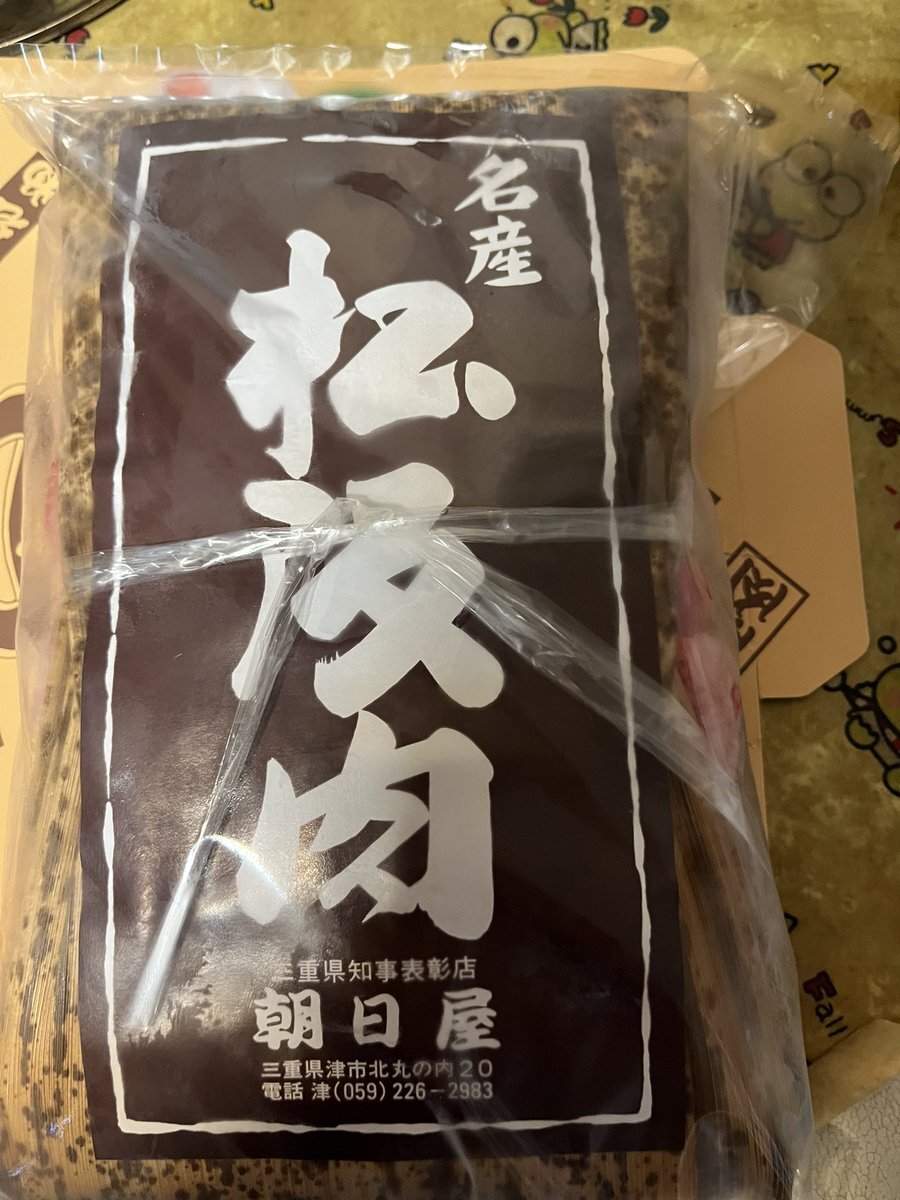 名産
松阪肉
三重県知事表彰店
朝日屋
三重県津市北丸の内20
電話 津(059)226-2983
Fall